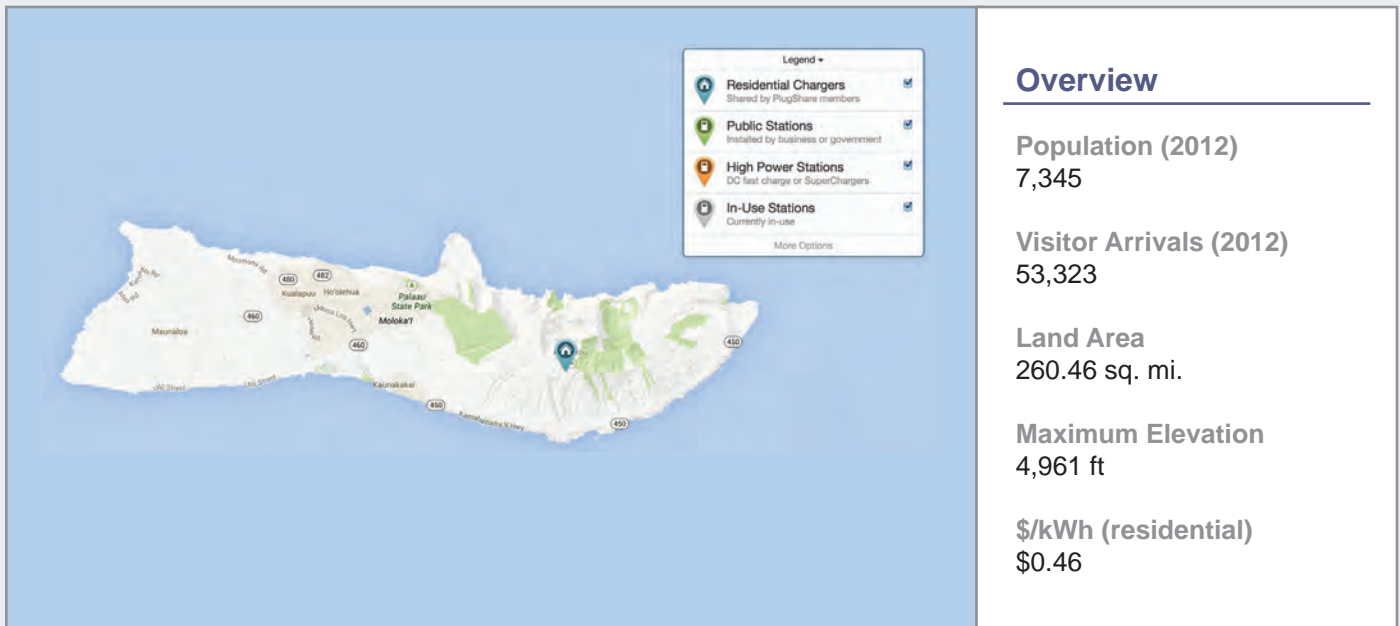 Legend
Residential Chargers
Shared by PlugShare members
Public Stations
Installed by business or government
High Power Stations
DC fast charge or SuperChargers
In-Use Stations
Currently in-use
More Options
Moomomi Rd
480
482
Kualapuu
Ho'olehua
Palaau
State Park
Moloka'i
460
Maunaloa
460
450
Kaunakakai
450
Kamehameha V Hwy
450
Overview
Population (2012)
7,345
Visitor Arrivals (2012)
53,323
Land Area
260.46 sq. mi.
Maximum Elevation
4,961 ft
$/kWh (residential)
$0.46